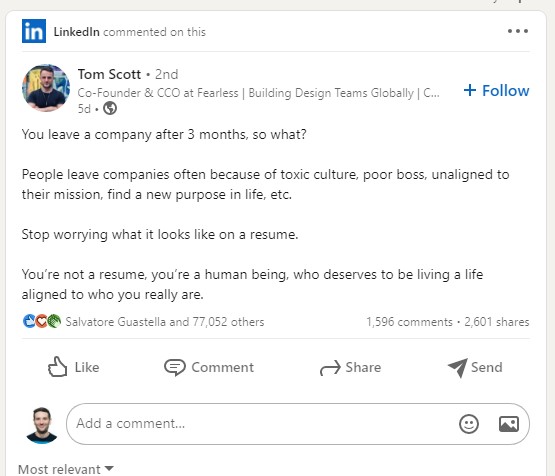 in LinkedIn commented on this
Tom Scott • 2nd
Co-Founder & CCO at Fearless | Building Design Teams Globally | C...
+ Follow
5d •
You leave a company after 3 months, so what?
People leave companies often because of toxic culture, poor boss, unaligned to
their mission, find a new purpose in life, etc.
Stop worrying what it looks like on a resume.
You're not a resume, you're a human being, who deserves to be living a life
aligned to who you really are.
Salvatore Guastella and 77,052 others
1,596 comments • 2,601 shares
Like
Comment
Share
Send
Add a comment...
Most relevant